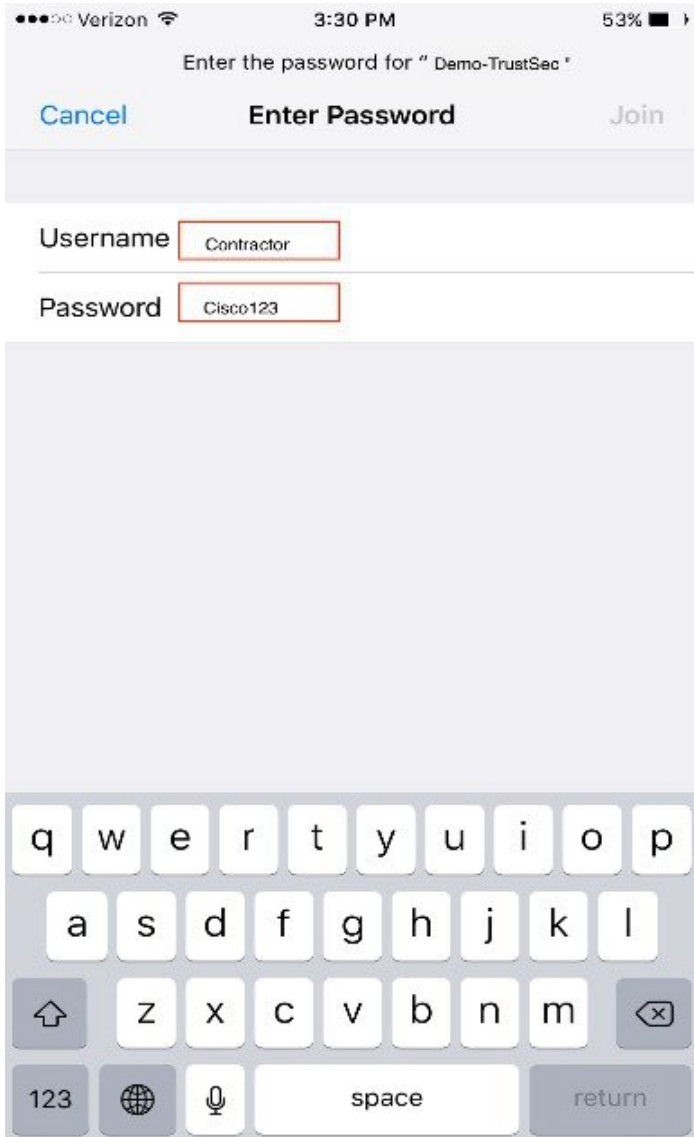 Verizon 3:30 PM 53%
Enter the password for " Demo-TrustSec "
Cancel Enter Password Join
Username Contractor
Password Cisco123
q w e r t y u i o p
a s d f g h j k l
z x c v b n m
123 space return